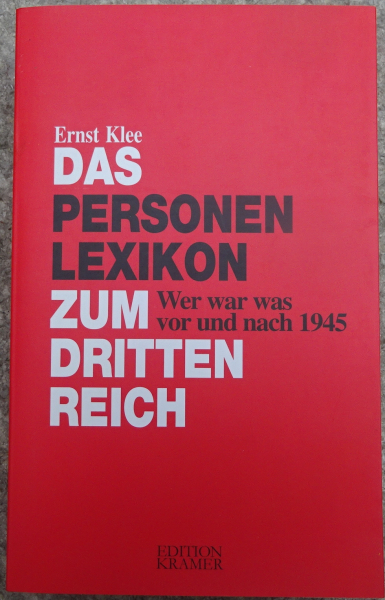 Ernst Klee
DAS
PERSONEN
LEXIKON
ZUM
Wer war was
vor und nach 1945
DRITTEN
REICH
EDITION
KRAMER